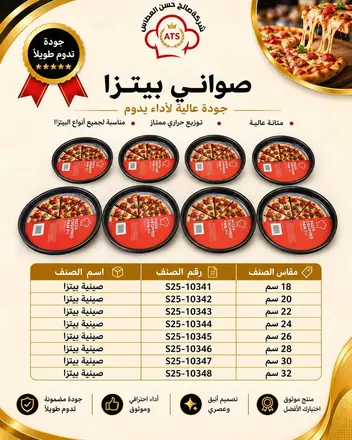 شركة صالح حسن العطاس
ATS
جودة
تدوم طويلاً
صواني بيتزا
جودة عالية لأداء يدوم
متانة عالية • توزيع حراري ممتاز • مناسبة لجميع أنواع البيتزا!
مقاس الصنف رقم الصنف اسم الصنف
18 سم S25-10341 صينية بيتزا
20 سم S25-10342 صينية بيتزا
22 سم S25-10343 صينية بيتزا
24 سم S25-10344 صينية بيتزا
26 سم S25-10345 صينية بيتزا
28 سم S25-10346 صينية بيتزا
30 سم S25-10347 صينية بيتزا
32 سم S25-10348 صينية بيتزا
منتج موثوق
اختيارك الأفضل
تصميم أنيق
وعصري
أداء احترافي
وموثوق
جودة مضمونة
تدوم طويلاً